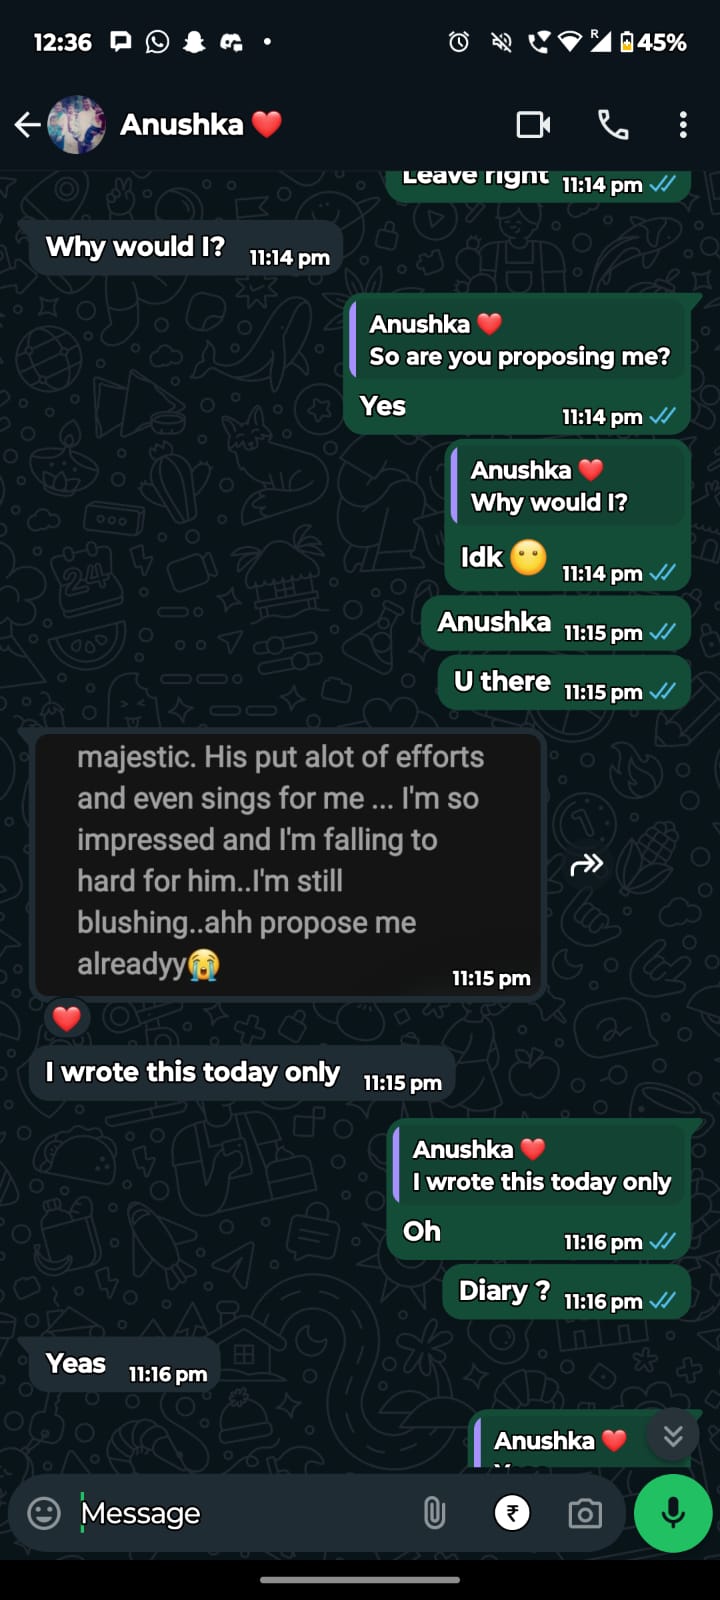 12:36
R
45%
Anushka ❤️
Leave right 11:14 pm
Why would I? 11:14 pm
Anushka ❤️
So are you proposing me?
Yes
11:14 pm
Anushka ❤️
Why would I?
Idk 😶
11:14 pm
Anushka 11:15 pm
U there 11:15 pm
majestic. His put alot of efforts
and even sings for me ... I'm so
impressed and I'm falling to
hard for him..I'm still
blushing..ahh propose me
alreadyy😭
11:15 pm
❤️
I wrote this today only 11:15 pm
Anushka ❤️
I wrote this today only
Oh
11:16 pm
Diary ? 11:16 pm
Yeas 11:16 pm
Anushka ❤️
Message
₹